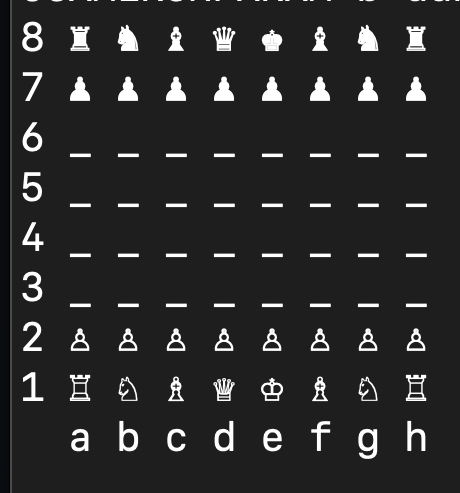 8 ♜ ♞ ♝ ♛ ♚ ♝ ♞ ♜
7 ♟ ♟ ♟ ♟ ♟ ♟ ♟ ♟
6 _ _ _ _ _ _ _ _
5 _ _ _ _ _ _ _ _
4 _ _ _ _ _ _ _ _
3 _ _ _ _ _ _ _ _
2 ♙ ♙ ♙ ♙ ♙ ♙ ♙ ♙
1 ♖ ♘ ♗ ♕ ♔ ♗ ♘ ♖
a b c d e f g h